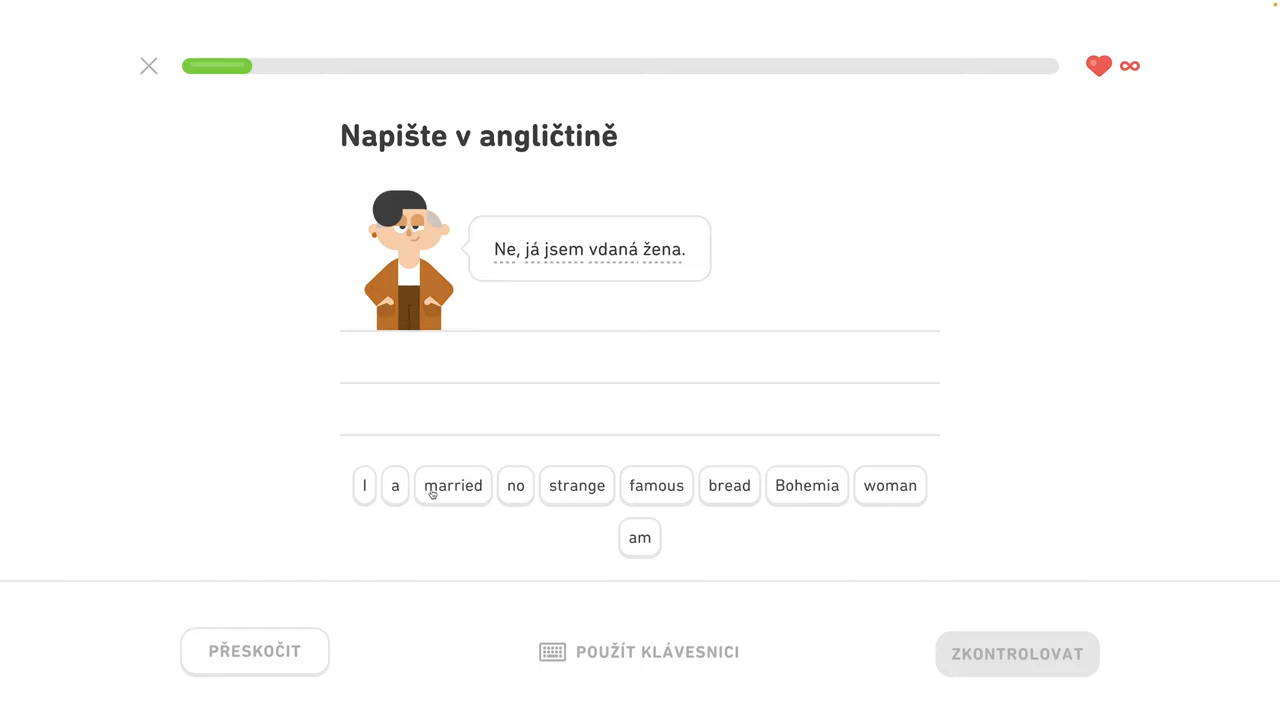 Napište v angličtině
Ne, já jsem vdaná žena.
I a married no strange famous bread Bohemia woman
am
PŘESKOČIT POUŽÍT KLÁVESNICI ZKONTROLOVAT